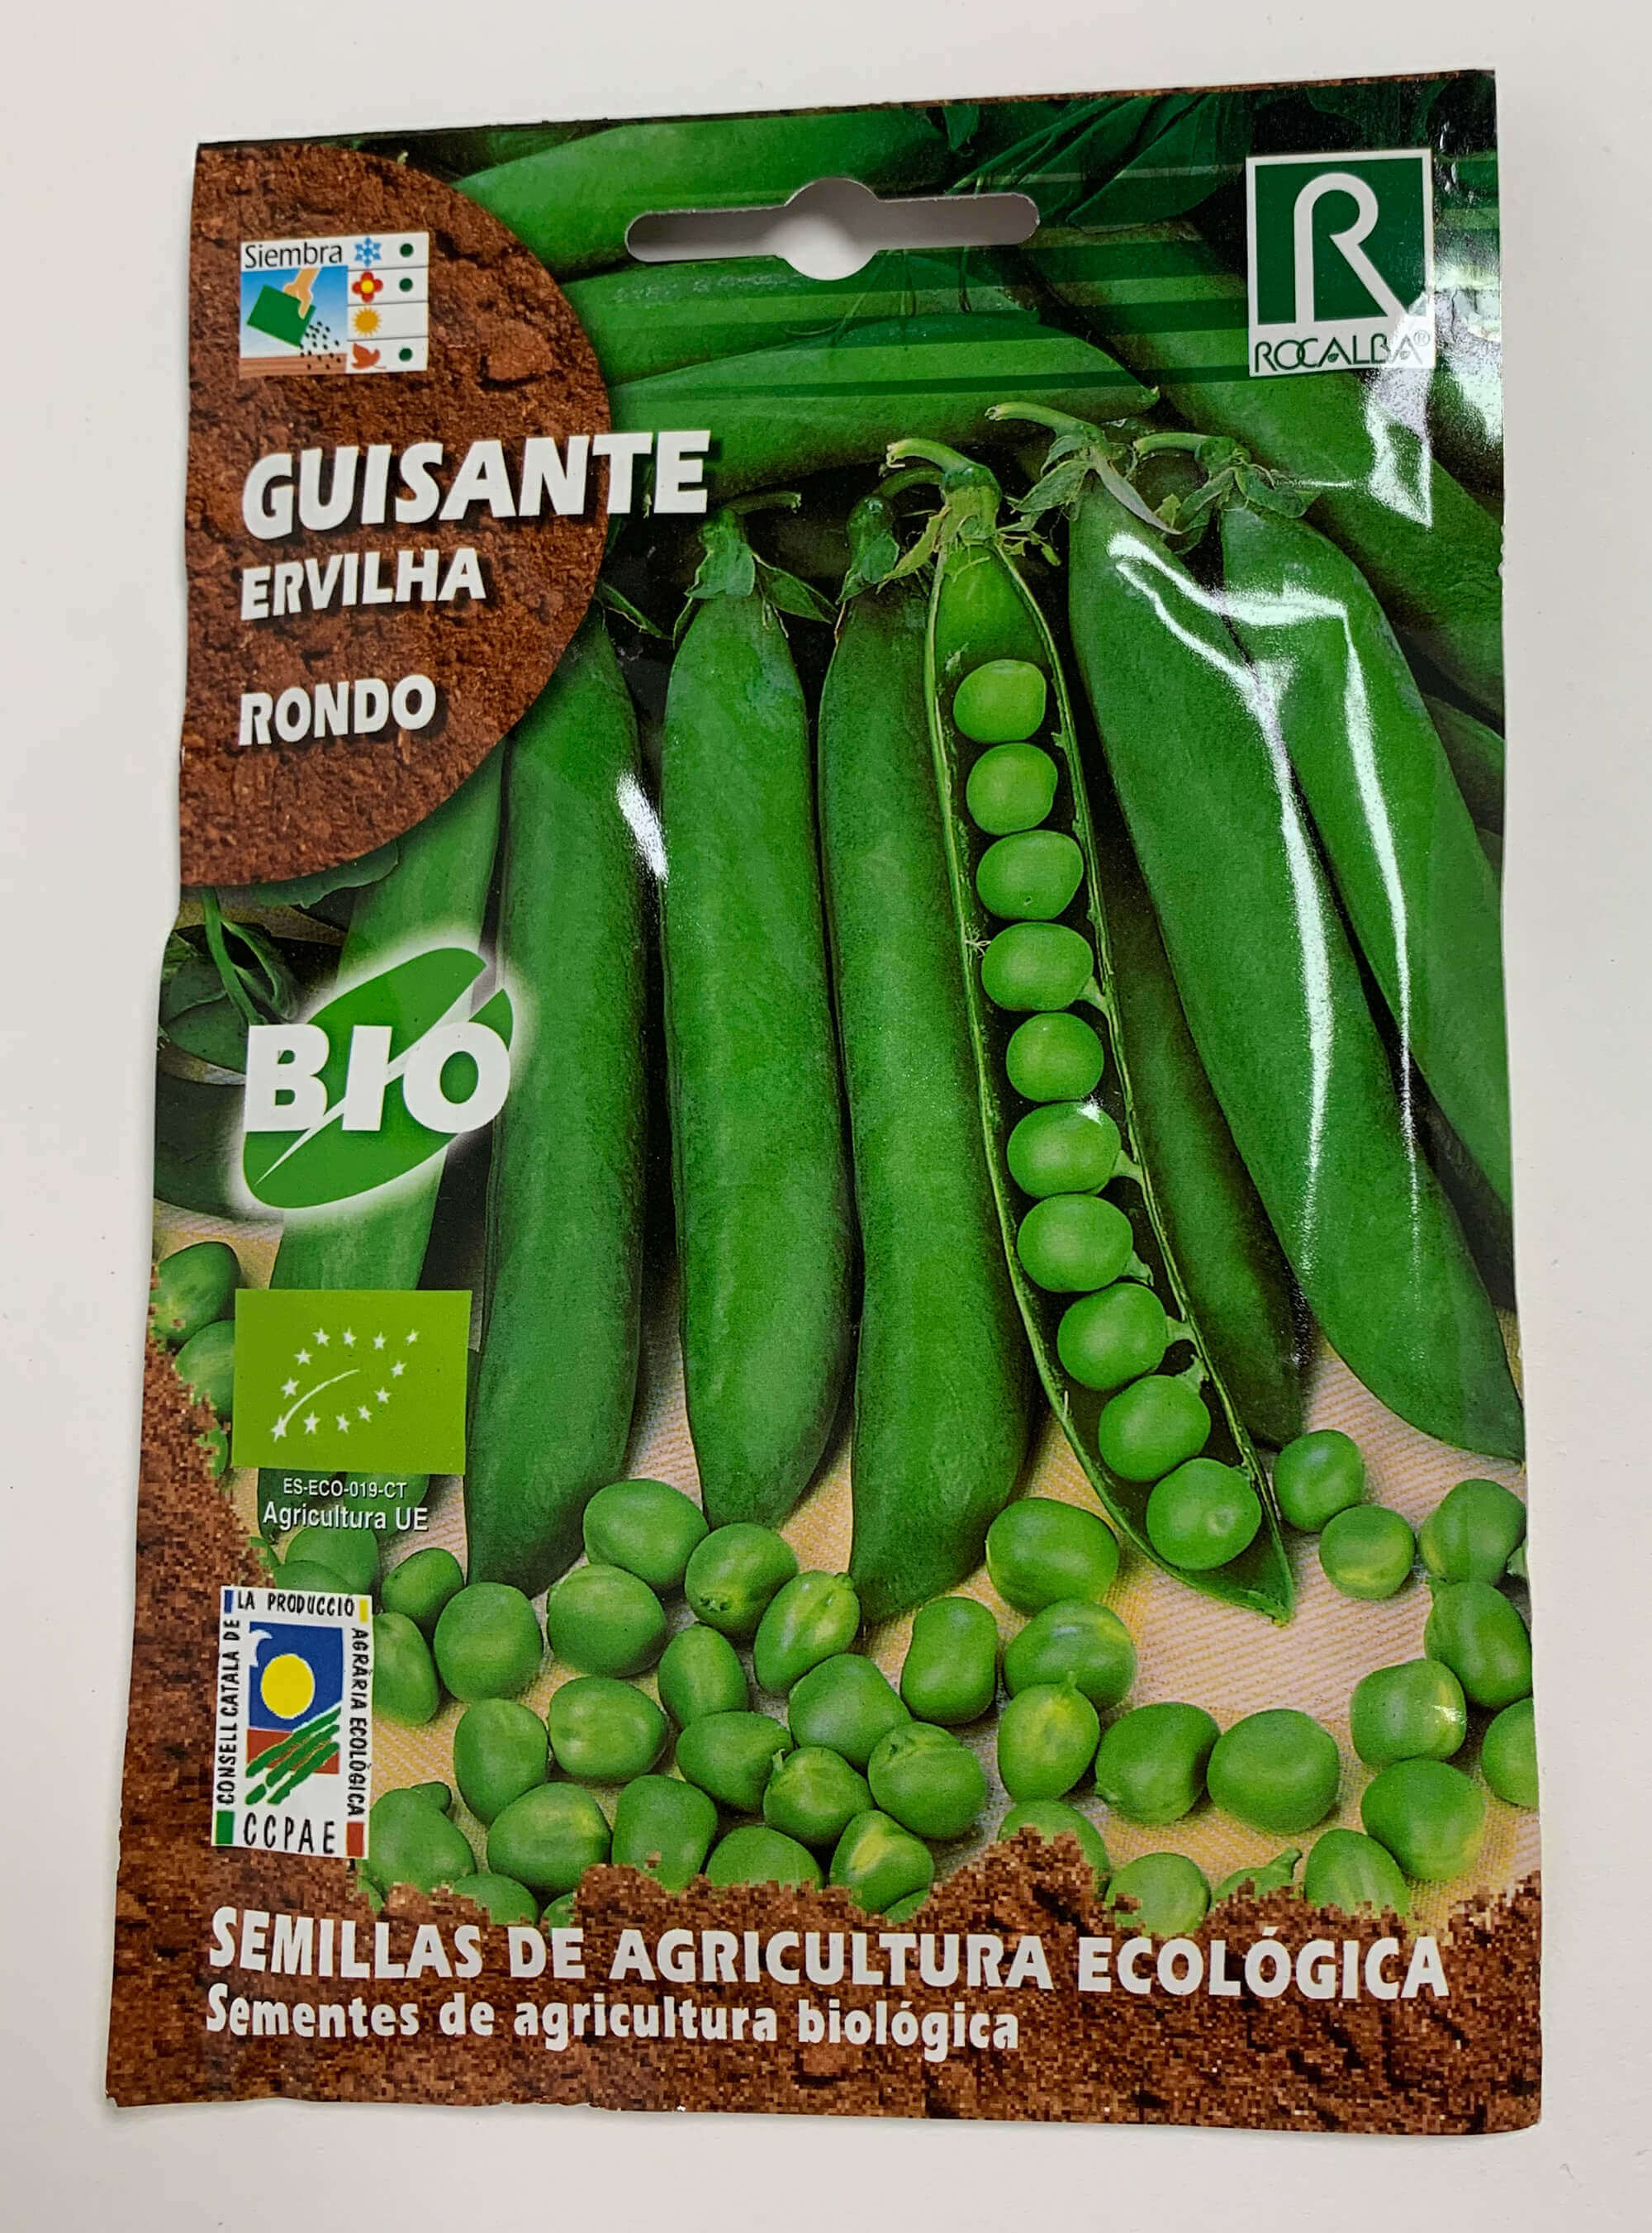 Siembra
R
ROCALBA®
GUISANTE
ERVILHA
RONDO
BIO
ES-ECO-019-CT
Agricultura UE
CONSELL CATALÀ DE
LA PRODUCCIÓ
AGRÀRIA ECOLÒGICA
CCPAE
SEMILLAS DE AGRICULTURA ECOLÓGICA
Sementes de agricultura biológica